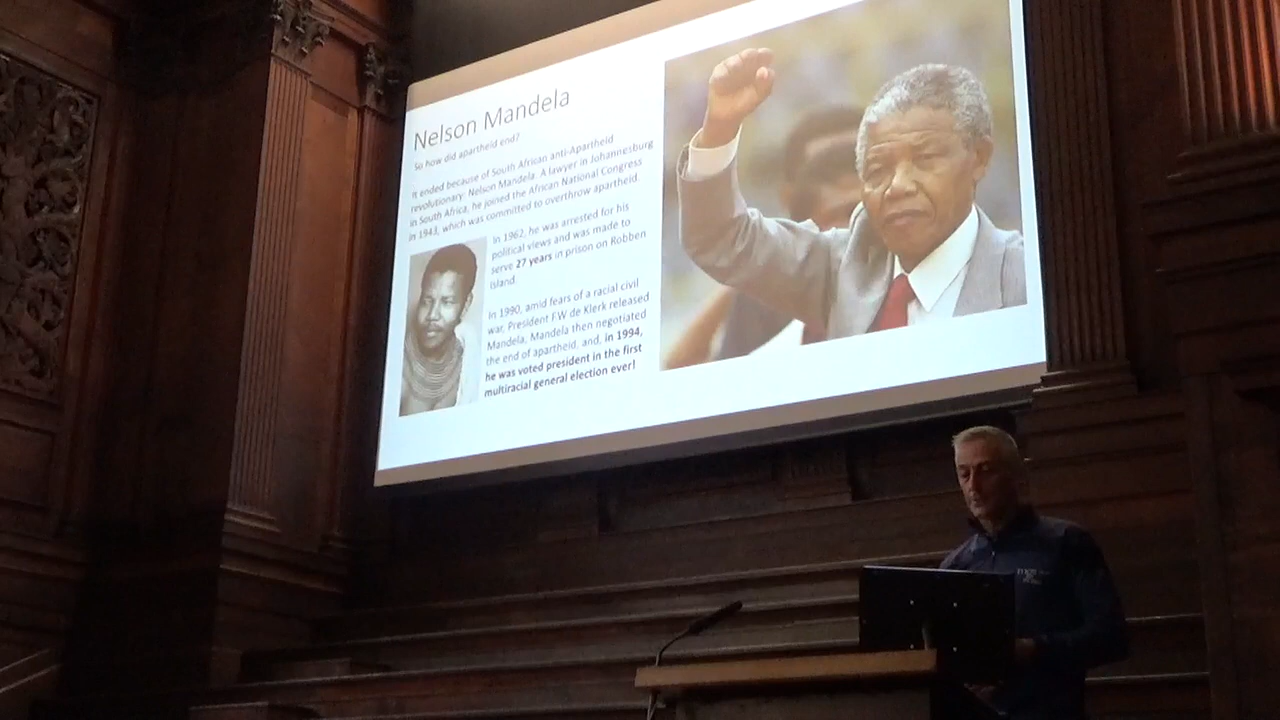 Nelson Mandela
So how did apartheid end?
It ended because of South African anti-Apartheid
revolutionary: Nelson Mandela. A lawyer in Johannesburg
in South Africa, he joined the African National Congress
in 1943, which was committed to overthrow apartheid.
In 1962, he was arrested for his
political views and was made to
serve 27 years in prison on Robben
Island
In 1990, amid fears of a racial civil
war, President F.W de Klerk released
Mandela, Mandela then negotiated
the end of apartheid, and, in 1994,
he was voted president in the first
multiracial general election ever!